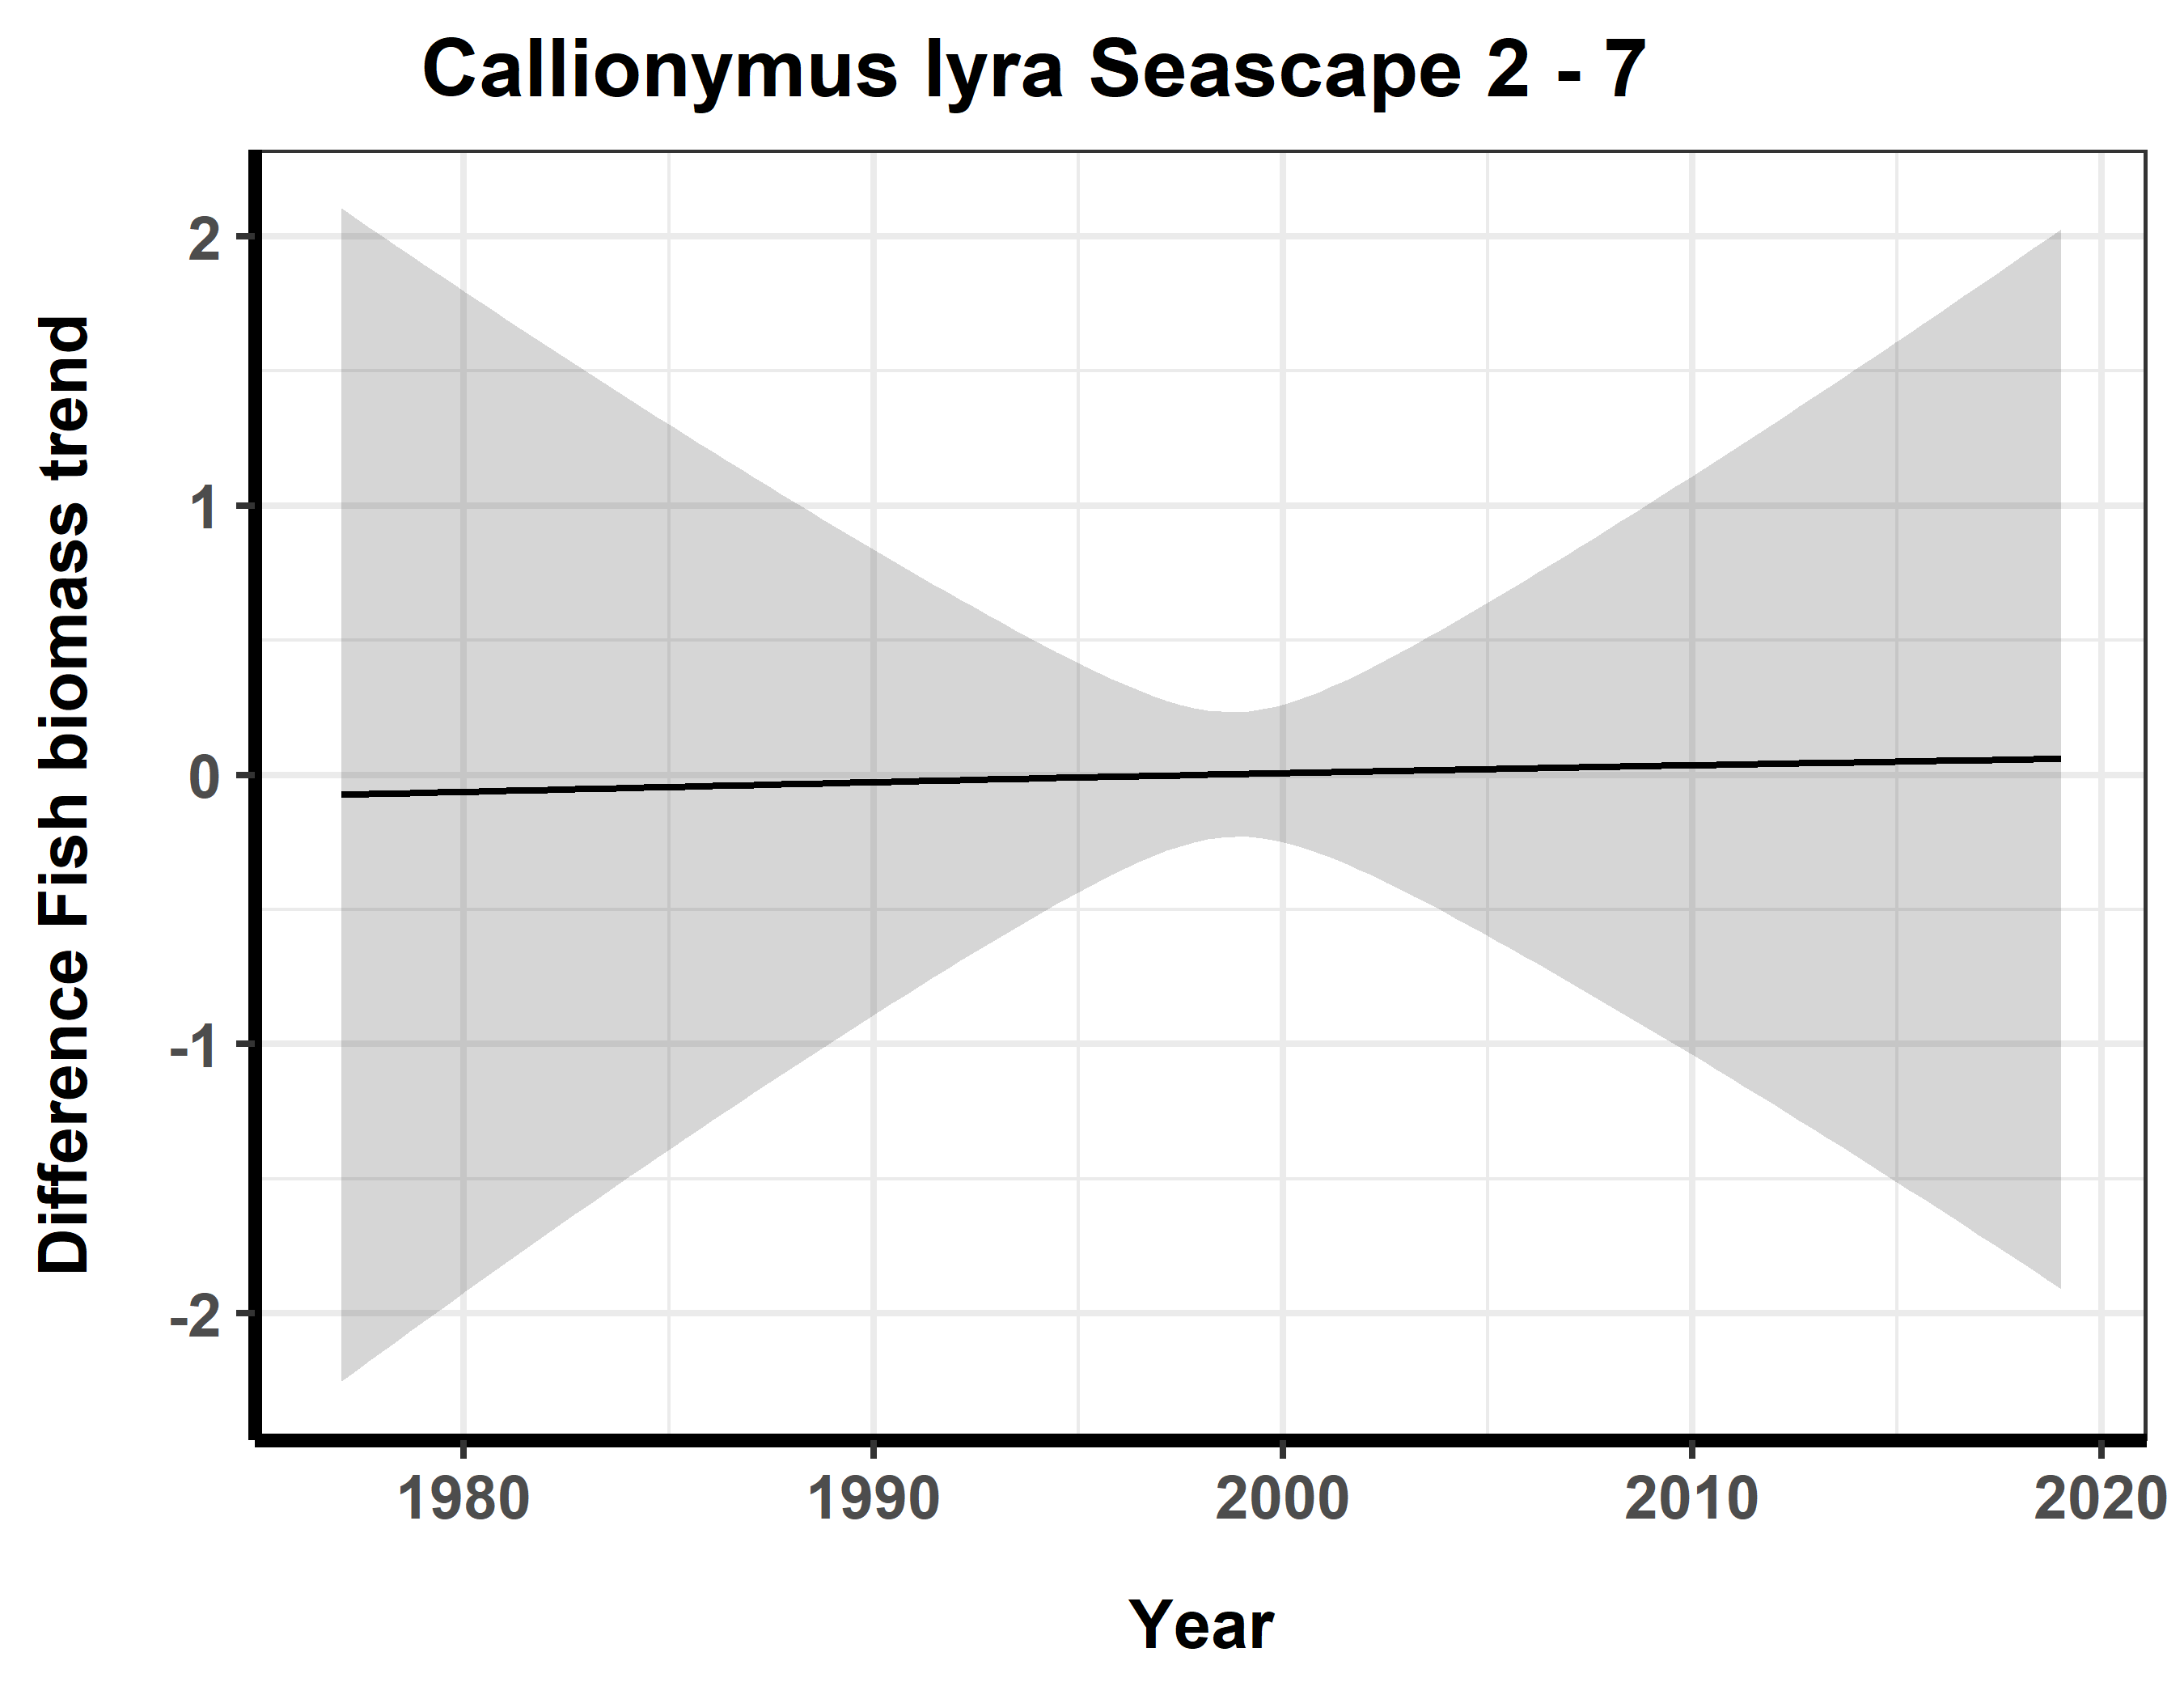 Callionymus lyra Seascape 2 - 7
Difference Fish biomass trend
2
1
0
-1
-2
1980 1990 2000 2010 2020
Year